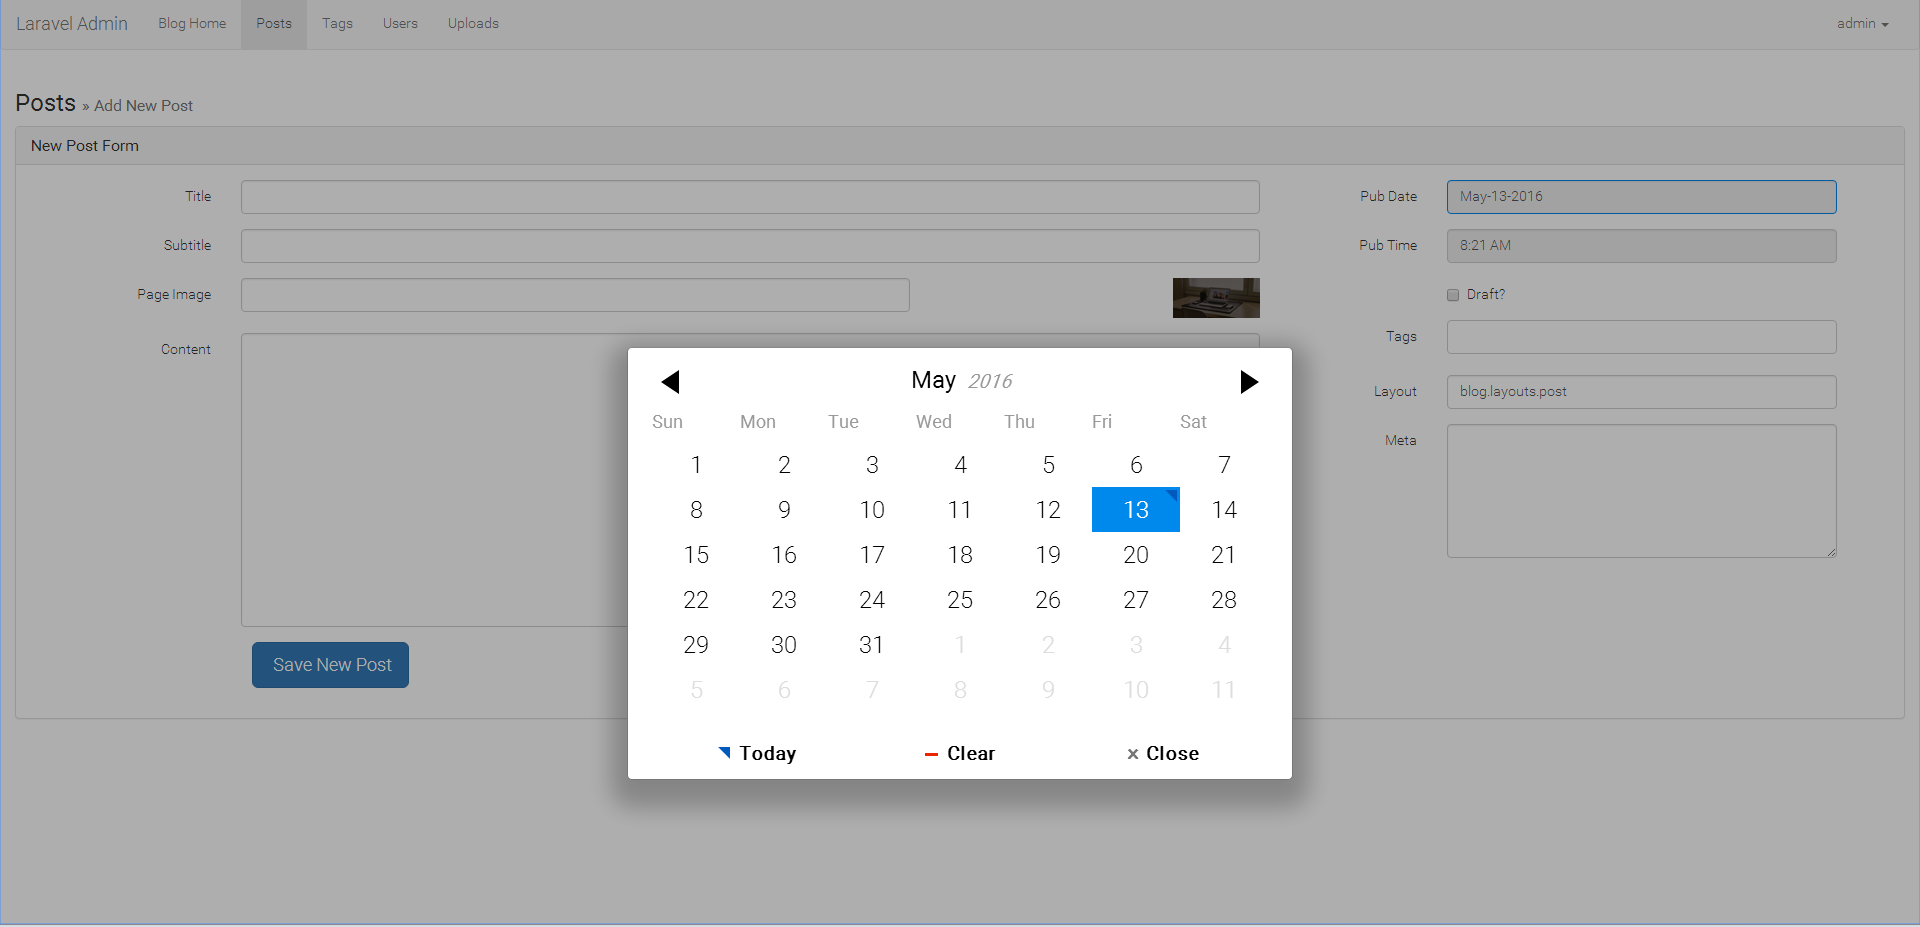 Laravel Admin Blog Home Posts Tags Users Uploads admin
Posts » Add New Post
New Post Form
Title
Subtitle
Page Image
Content
Save New Post
Pub Date May-13-2016
Pub Time 8:21 AM
Draft?
Tags
Layout blog.layouts.post
Meta
May 2016
Sun Mon Tue Wed Thu Fri Sat
1 2 3 4 5 6 7
8 9 10 11 12 13 14
15 16 17 18 19 20 21
22 23 24 25 26 27 28
29 30 31 1 2 3 4
5 6 7 8 9 10 11
Today Clear × Close